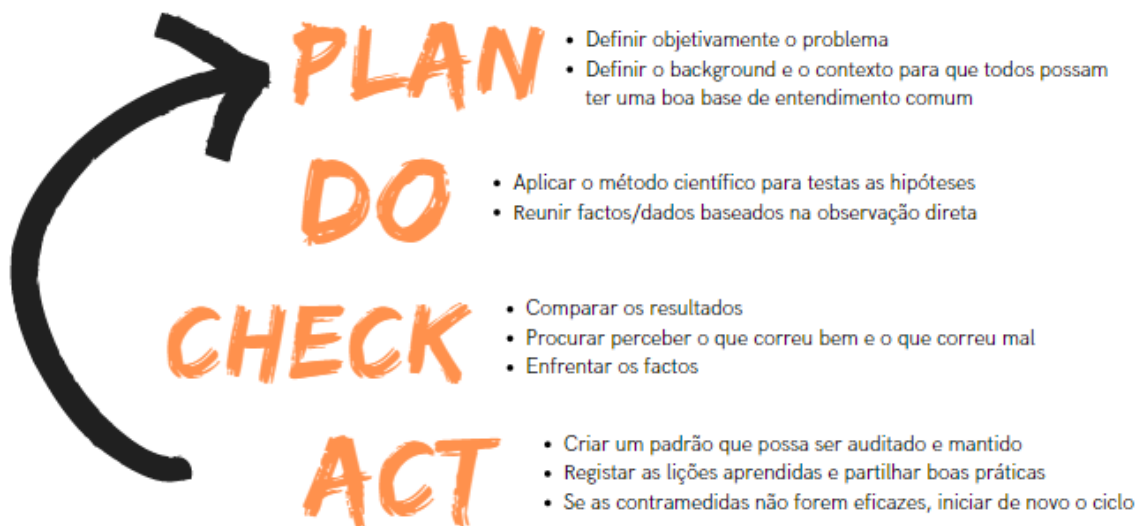 PLAN
• Definir objetivamente o problema
• Definir o background e o contexto para que todos possam
ter uma boa base de entendimento comum
DO
• Aplicar o método científico para testas as hipóteses
• Reunir factos/dados baseados na observação direta
CHECK
• Comparar os resultados
• Procurar perceber o que correu bem e o que correu mal
• Enfrentar os factos
ACT
• Criar um padrão que possa ser auditado e mantido
• Registar as lições aprendidas e partilhar boas práticas
• Se as contramedidas não forem eficazes, iniciar de novo o ciclo